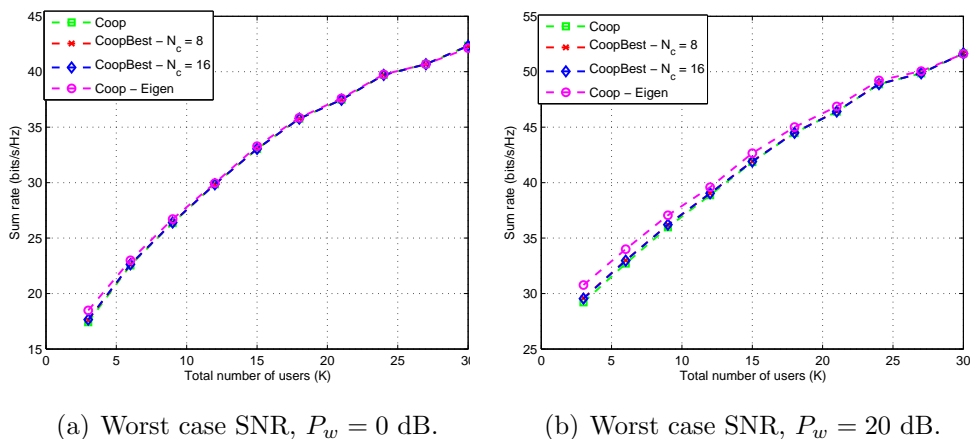 45
40
35
30
25
20
15
0 5 10 15 20 25 30
Sum rate (bits/s/Hz)
Total number of users (K)
Coop
CoopBest – N_c = 8
CoopBest – N_c = 16
Coop – Eigen
(a) Worst case SNR, P_w = 0 dB.
55
50
45
40
35
30
25
20
0 5 10 15 20 25 30
Sum rate (bits/s/Hz)
Total number of users (K)
Coop
CoopBest – N_c = 8
CoopBest – N_c = 16
Coop – Eigen
(b) Worst case SNR, P_w = 20 dB.